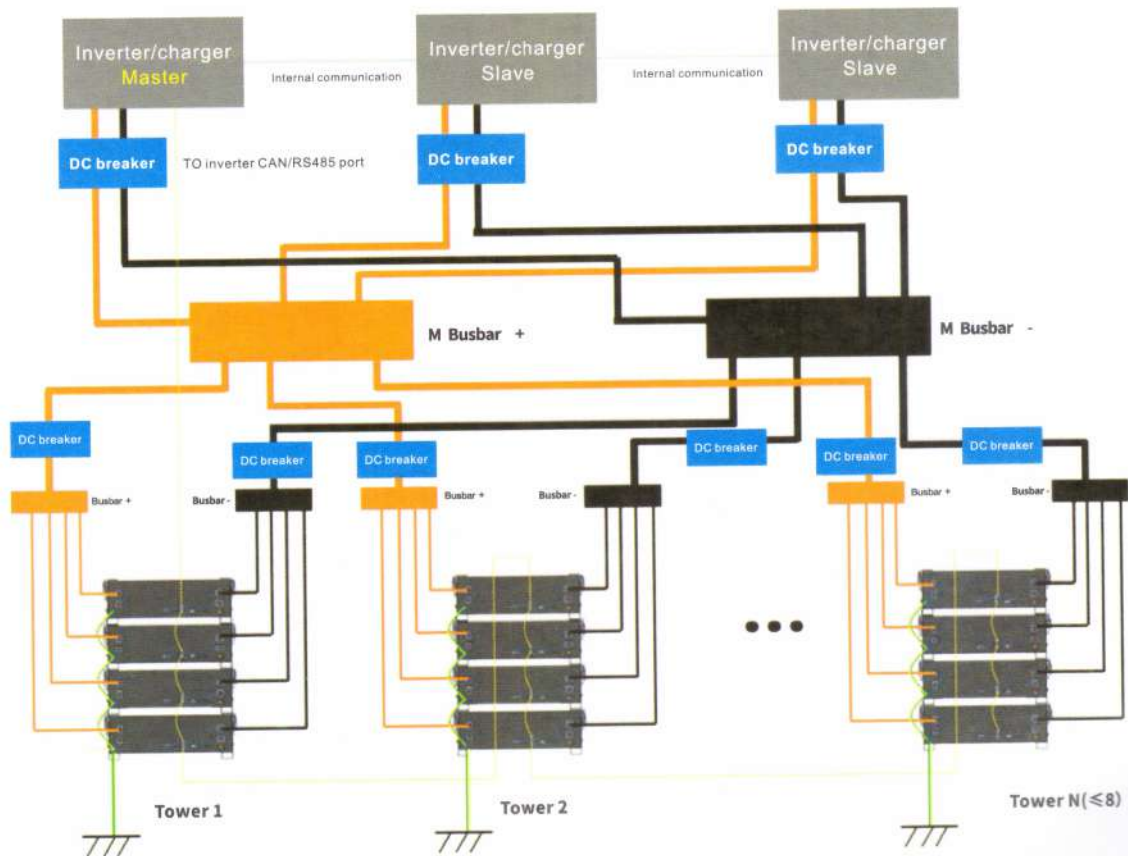 Inverter/charger
Master
Internal communication
Inverter/charger
Slave
Internal communication
Inverter/charger
Slave
DC breaker
TO inverter CAN/RS485 port
DC breaker
DC breaker
M Busbar +
M Busbar -
DC breaker
DC breaker
DC breaker
DC breaker
DC breaker
DC breaker
Busbar +
Busbar -
Busbar +
Busbar -
Busbar +
Busbar -
Tower 1
Tower 2
Tower N(≤8)